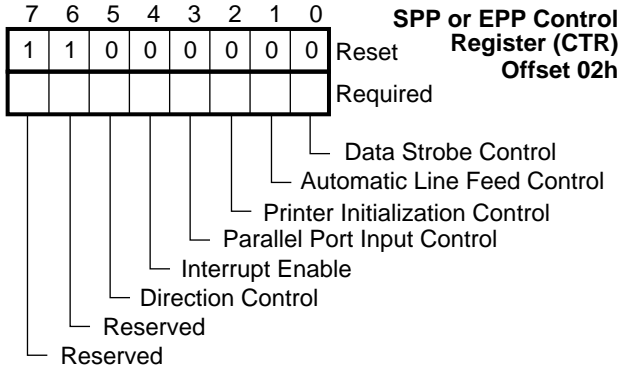 7 6 5 4 3 2 1 0
SPP or EPP Control
Register (CTR)
Offset 02h
1 1 0 0 0 0 0 0 Reset
Required
Data Strobe Control
Automatic Line Feed Control
Printer Initialization Control
Parallel Port Input Control
Interrupt Enable
Direction Control
Reserved
Reserved